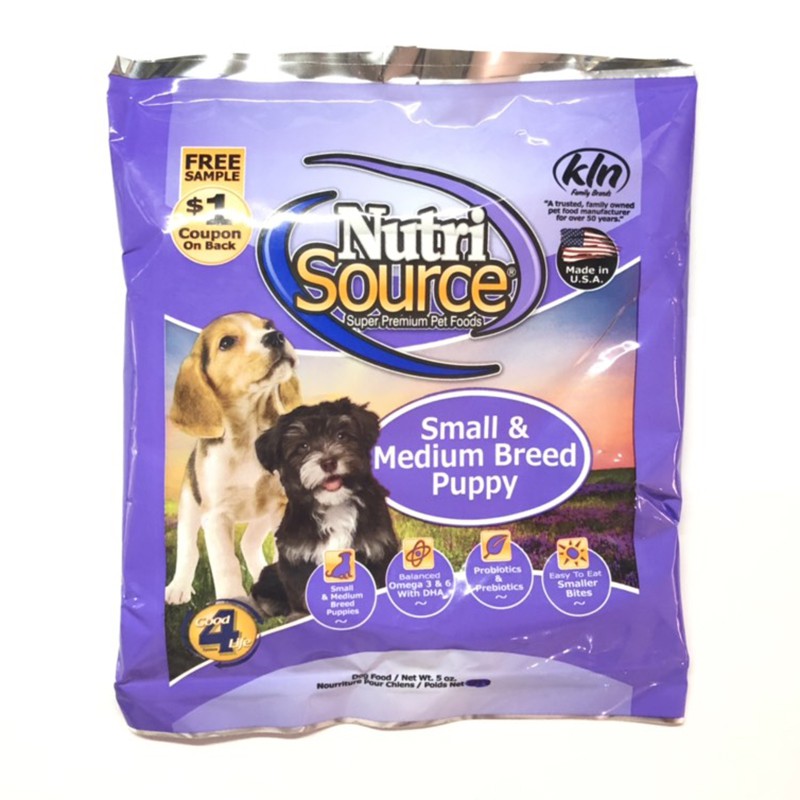 FREE
SAMPLE
$1
Coupon
On Back
Nutri
Source®
Super Premium Pet Foods
kln
Family Brands
"A trusted, family owned
pet food manufacturer
for over 50 years."
Made in
U.S.A.
Small &
Medium Breed
Puppy
Small
& Medium
Breed
Puppies
~
Balanced
Omega 3 & 6
With DHA
~
Probiotics
&
Prebiotics
~
Easy To Eat
Smaller
Bites
~
Good
4
Life
Dog Food / Net Wt. 5 oz.
Nourriture Pour Chiens / Poids Net